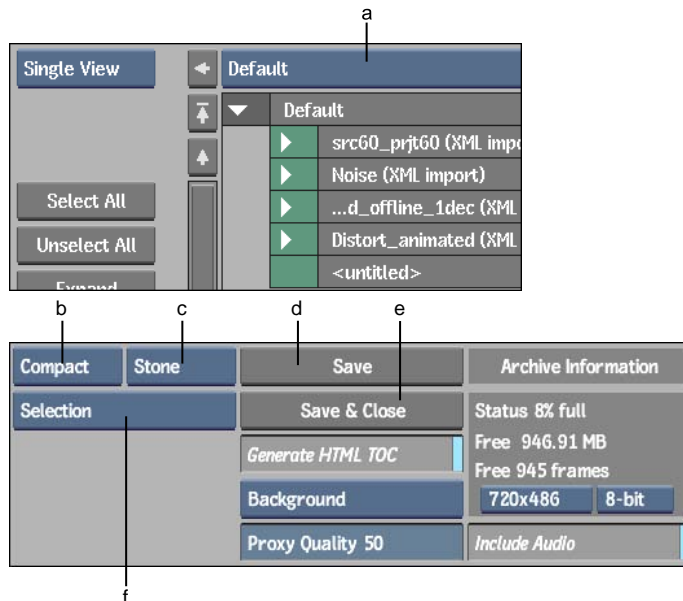 a
Single View
Default
Default
src60_prjt60 (XML impo
Noise (XML import)
Select All
...d_offline_1dec (XML
Unselect All
Distort_animated (XML
<untitled>
b c d e
Compact Stone Save Archive Information
Selection Save & Close Status 8% full
Generate HTML TOC Free 946.91 MB
Free 945 frames
Background 720x486 8-bit
Proxy Quality 50 Include Audio
f